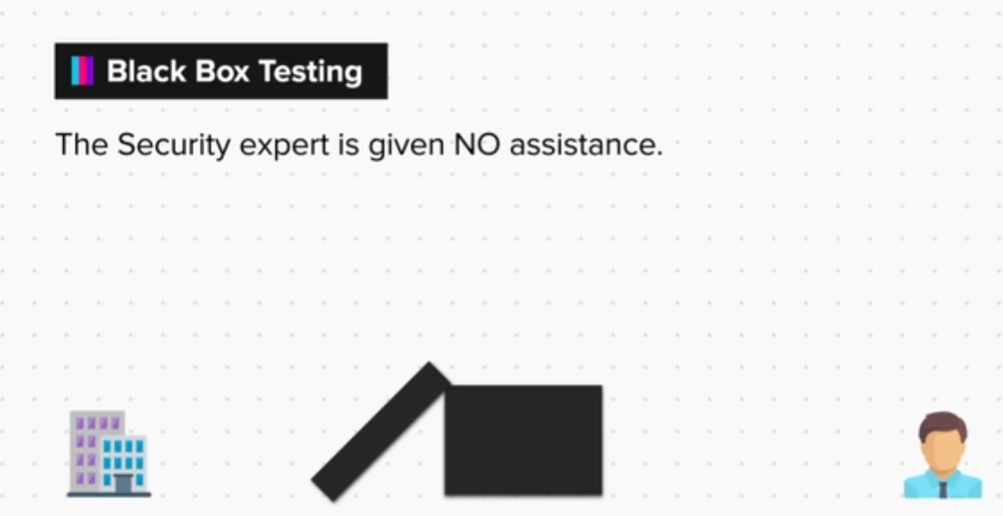 Black Box Testing
The Security expert is given NO assistance.